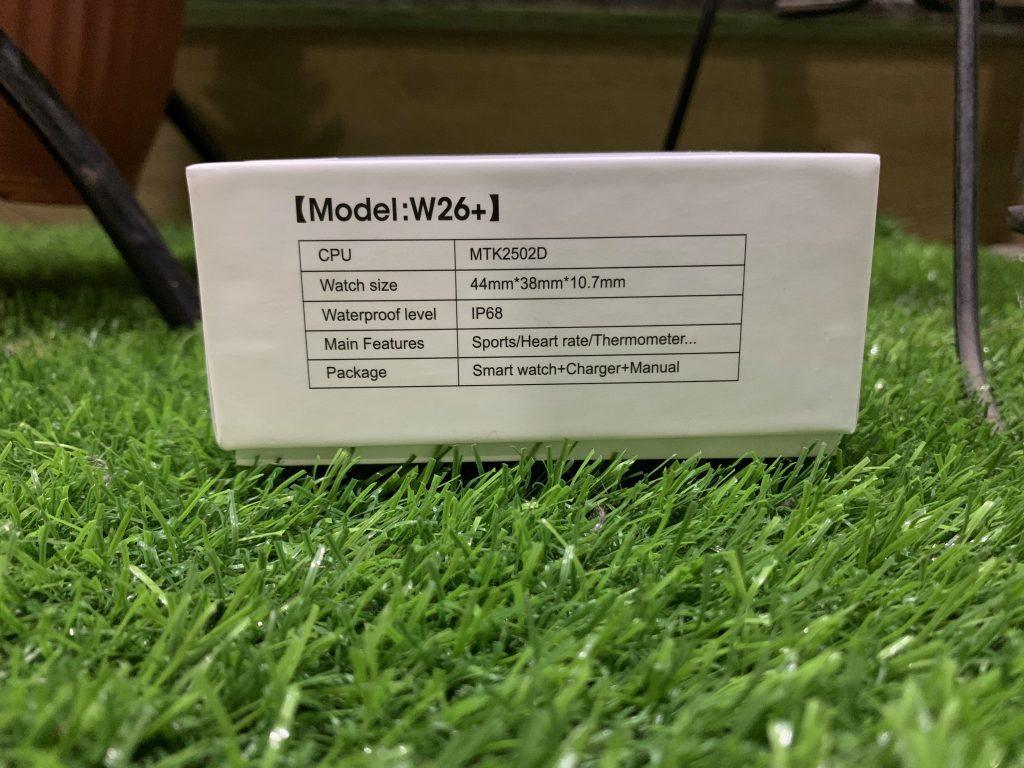 【Model:W26+】
CPU MTK2502D
Watch size 44mm*38mm*10.7mm
Waterproof level IP68
Main Features Sports/Heart rate/Thermometer...
Package Smart watch+Charger+Manual